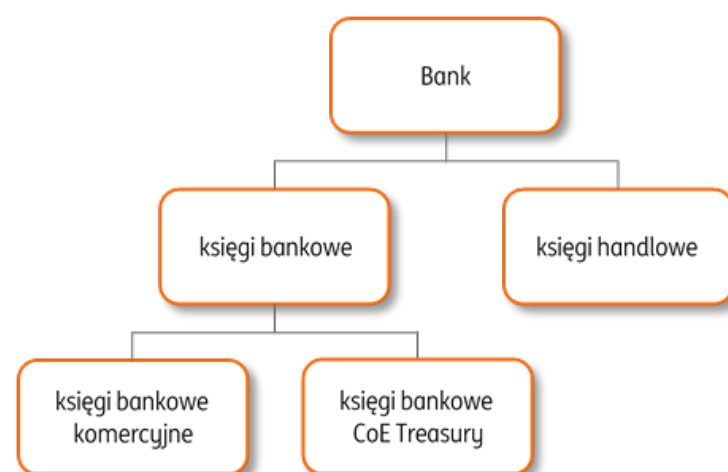 Bank
księgi bankowe
księgi handlowe
księgi bankowe
komercyjne
księgi bankowe
CoE Treasury